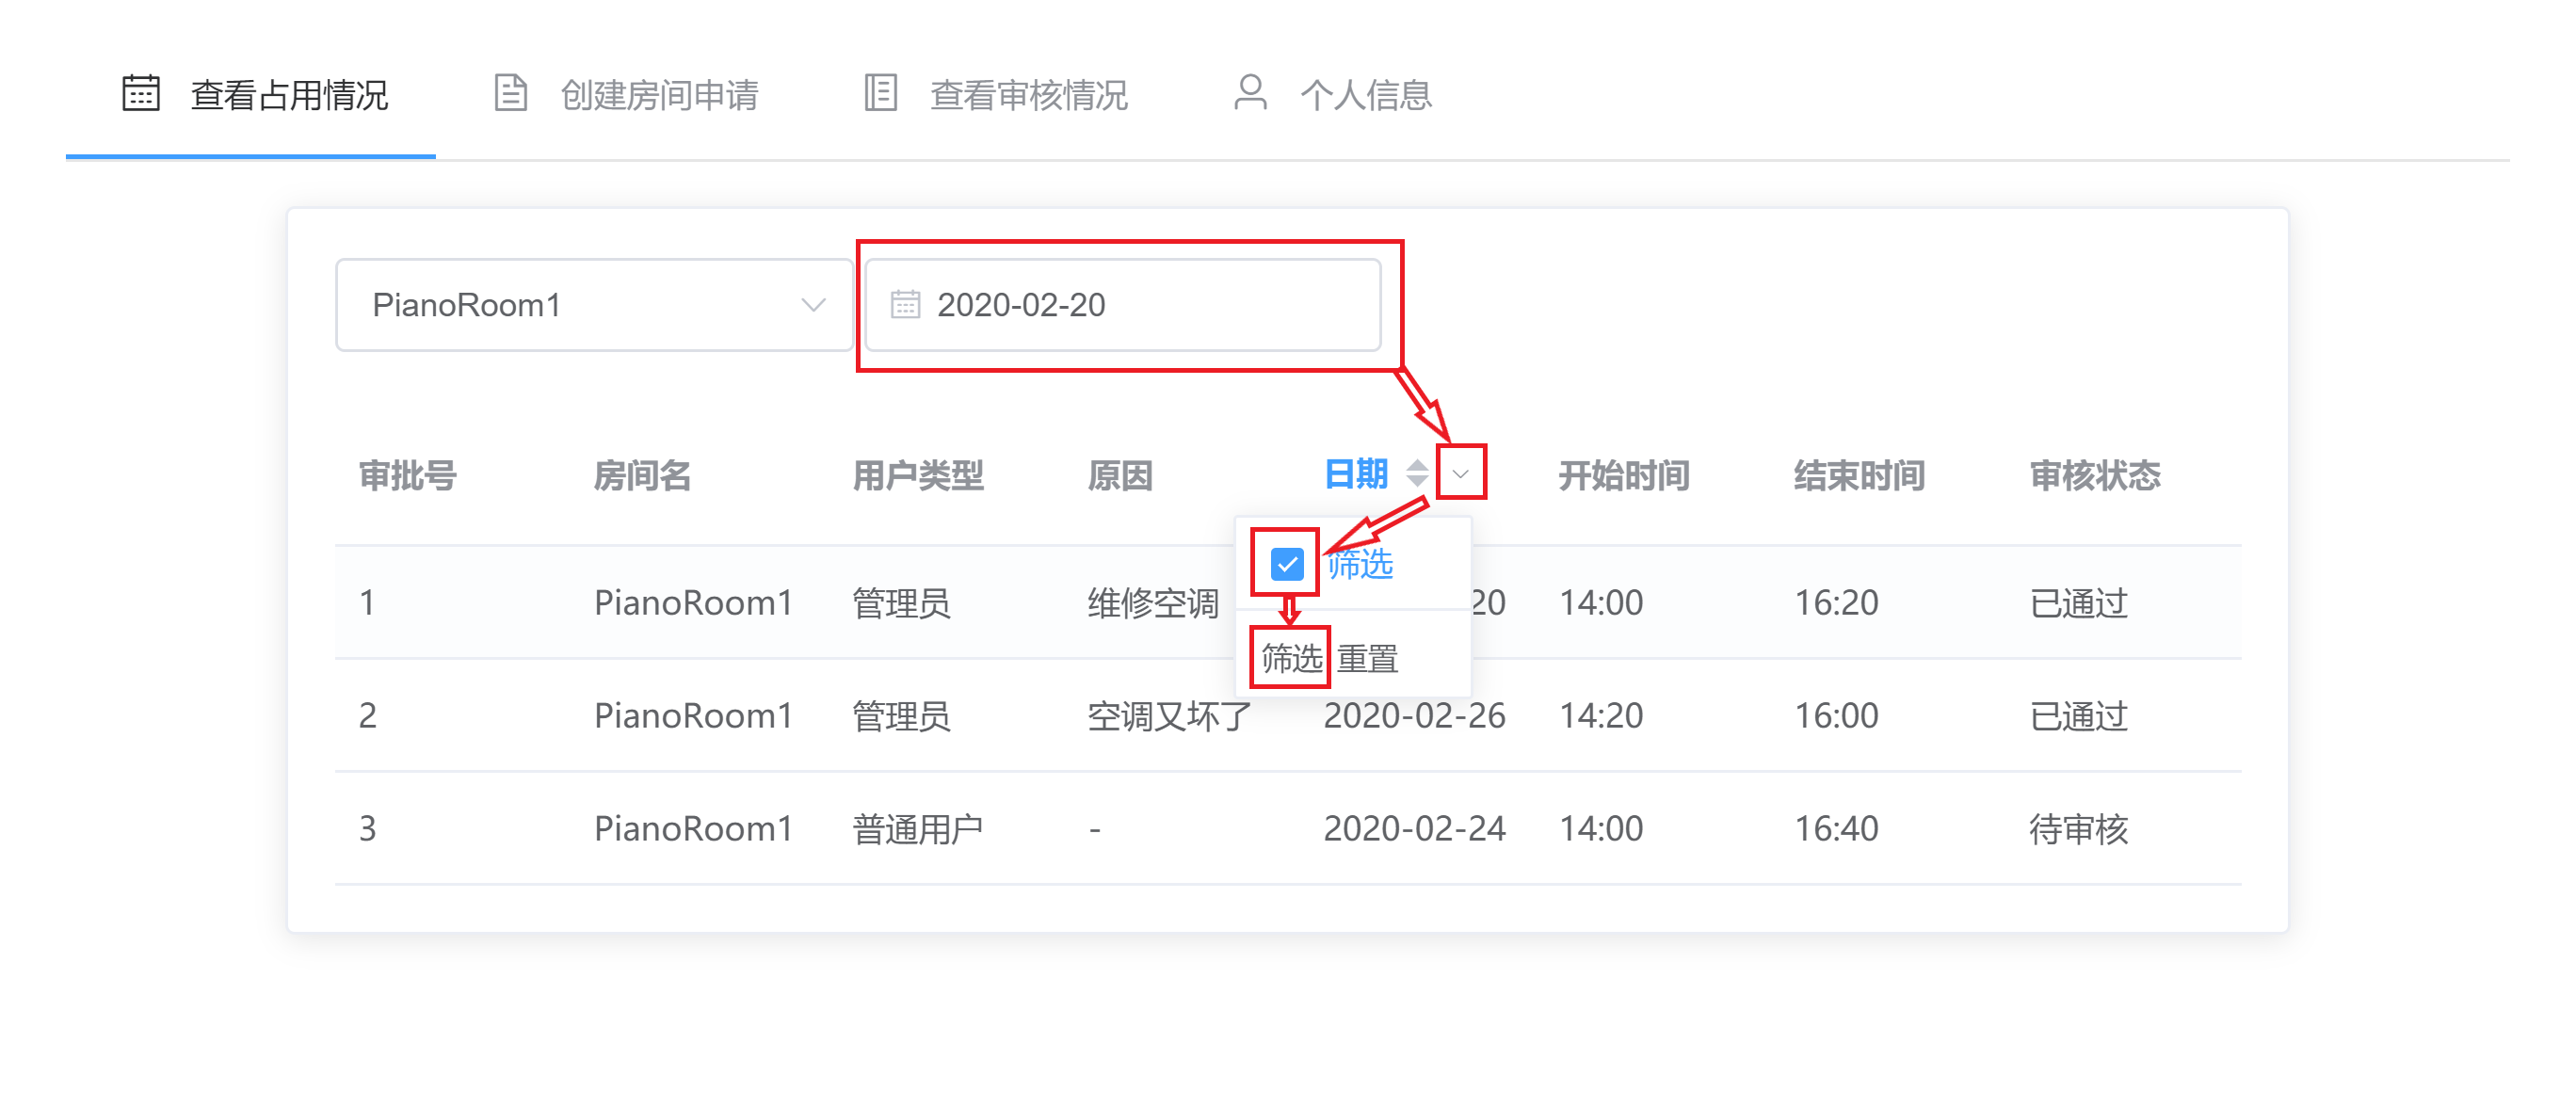 查看占用情况 创建房间申请 查看审核情况 个人信息
PianoRoom1 2020-02-20
审批号 房间名 用户类型 原因 日期 开始时间 结束时间 审核状态
筛选
1 PianoRoom1 管理员 维修空调 20 14:00 16:20 已通过
筛选 重置
2 PianoRoom1 管理员 空调又坏了 2020-02-26 14:20 16:00 已通过
3 PianoRoom1 普通用户 - 2020-02-24 14:00 16:40 待审核